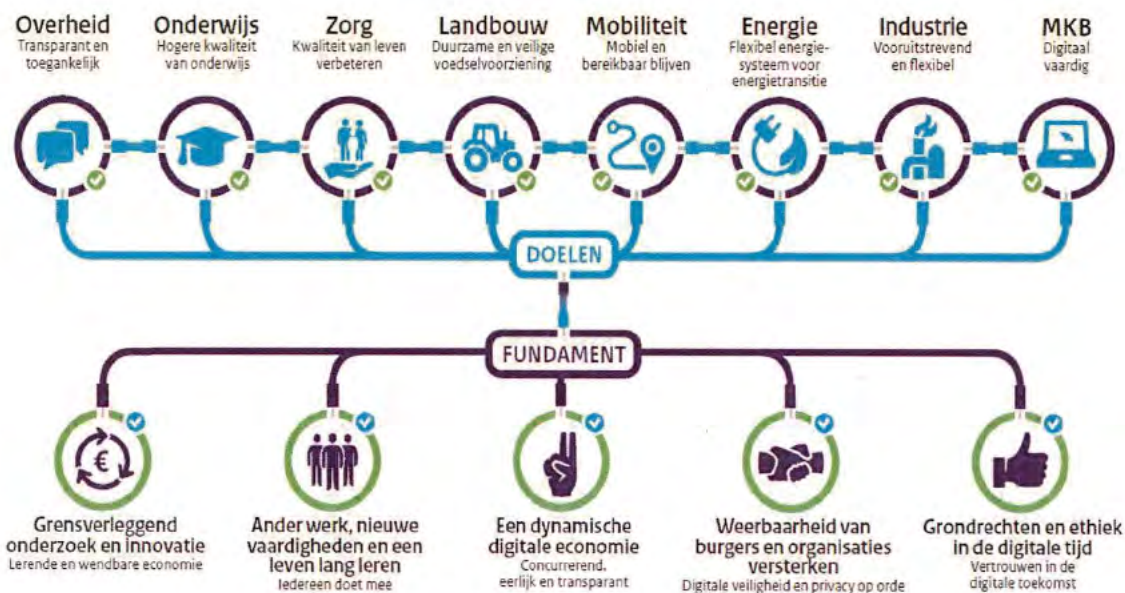 Overheid
Transparant en
toegankelijk
Onderwijs
Hogere kwaliteit
van onderwijs
Zorg
Kwaliteit van leven
verbeteren
Landbouw
Duurzame en veilige
voedselvoorziening
Mobiliteit
Mobiel en
bereikbaar blijven
Energie
Flexibel energie-
systeem voor
energietransitie
Industrie
Vooruitstrevend
en flexibel
MKB
Digitaal
vaardig
DOELEN
FUNDAMENT
€
Grensverleggend
onderzoek en innovatie
Lerende en wendbare economie
Ander werk, nieuwe
vaardigheden en een
leven lang leren
Iedereen doet mee
Een dynamische
digitale economie
Concurrerend,
eerlijk en transparant
Weerbaarheid van
burgers en organisaties
versterken
Digitale veiligheid en privacy op orde
Grondrechten en ethiek
in de digitale tijd
Vertrouwen in de
digitale toekomst